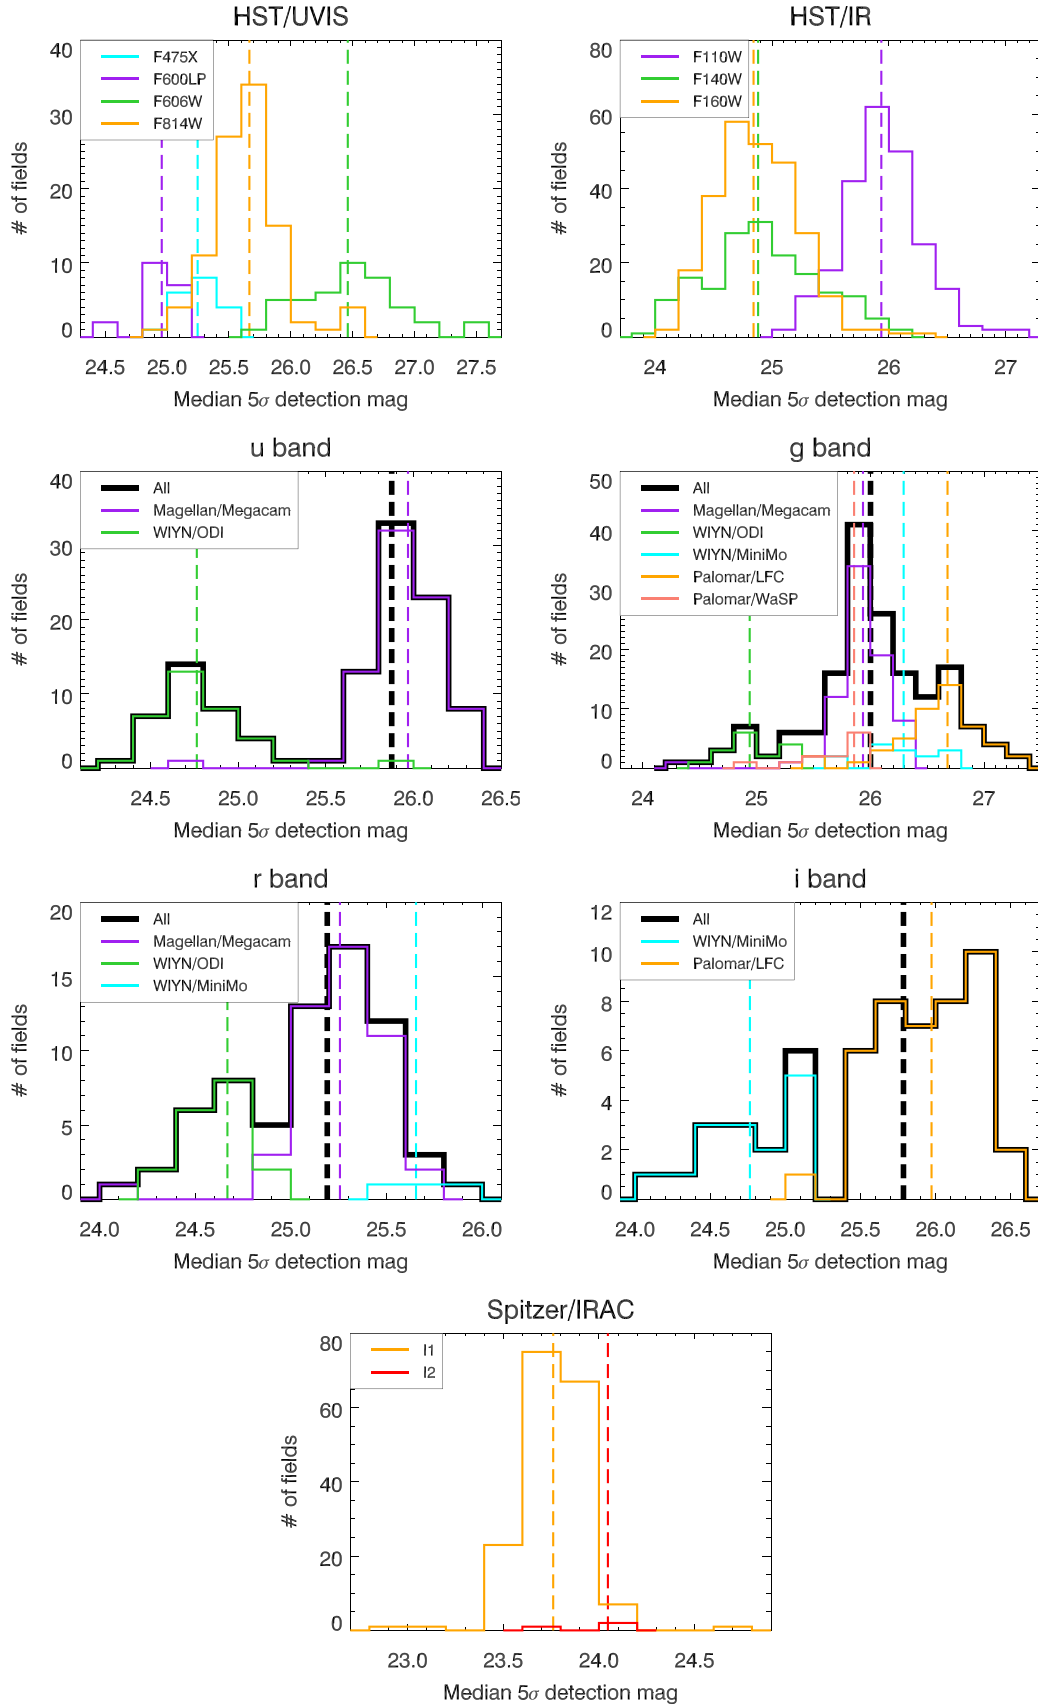 HST/UVIS
F475X
F600LP
F606W
F814W
40
30
20
10
0
# of fields
24.5 25.0 25.5 26.0 26.5 27.0 27.5
Median 5σ detection mag
HST/IR
F110W
F140W
F160W
80
60
40
20
0
# of fields
24 25 26 27
Median 5σ detection mag
u band
All
Magellan/Megacam
WIYN/ODI
40
30
20
10
0
# of fields
24.5 25.0 25.5 26.0 26.5
Median 5σ detection mag
g band
All
Magellan/Megacam
WIYN/ODI
WIYN/MiniMo
Palomar/LFC
Palomar/WaSP
50
40
30
20
10
0
# of fields
24 25 26 27
Median 5σ detection mag
r band
All
Magellan/Megacam
WIYN/ODI
WIYN/MiniMo
20
15
10
5
0
# of fields
24.0 24.5 25.0 25.5 26.0
Median 5σ detection mag
i band
All
WIYN/MiniMo
Palomar/LFC
12
10
8
6
4
2
0
# of fields
24.0 24.5 25.0 25.5 26.0 26.5
Median 5σ detection mag
Spitzer/IRAC
I1
I2
80
60
40
20
0
# of fields
23.0 23.5 24.0 24.5
Median 5σ detection mag